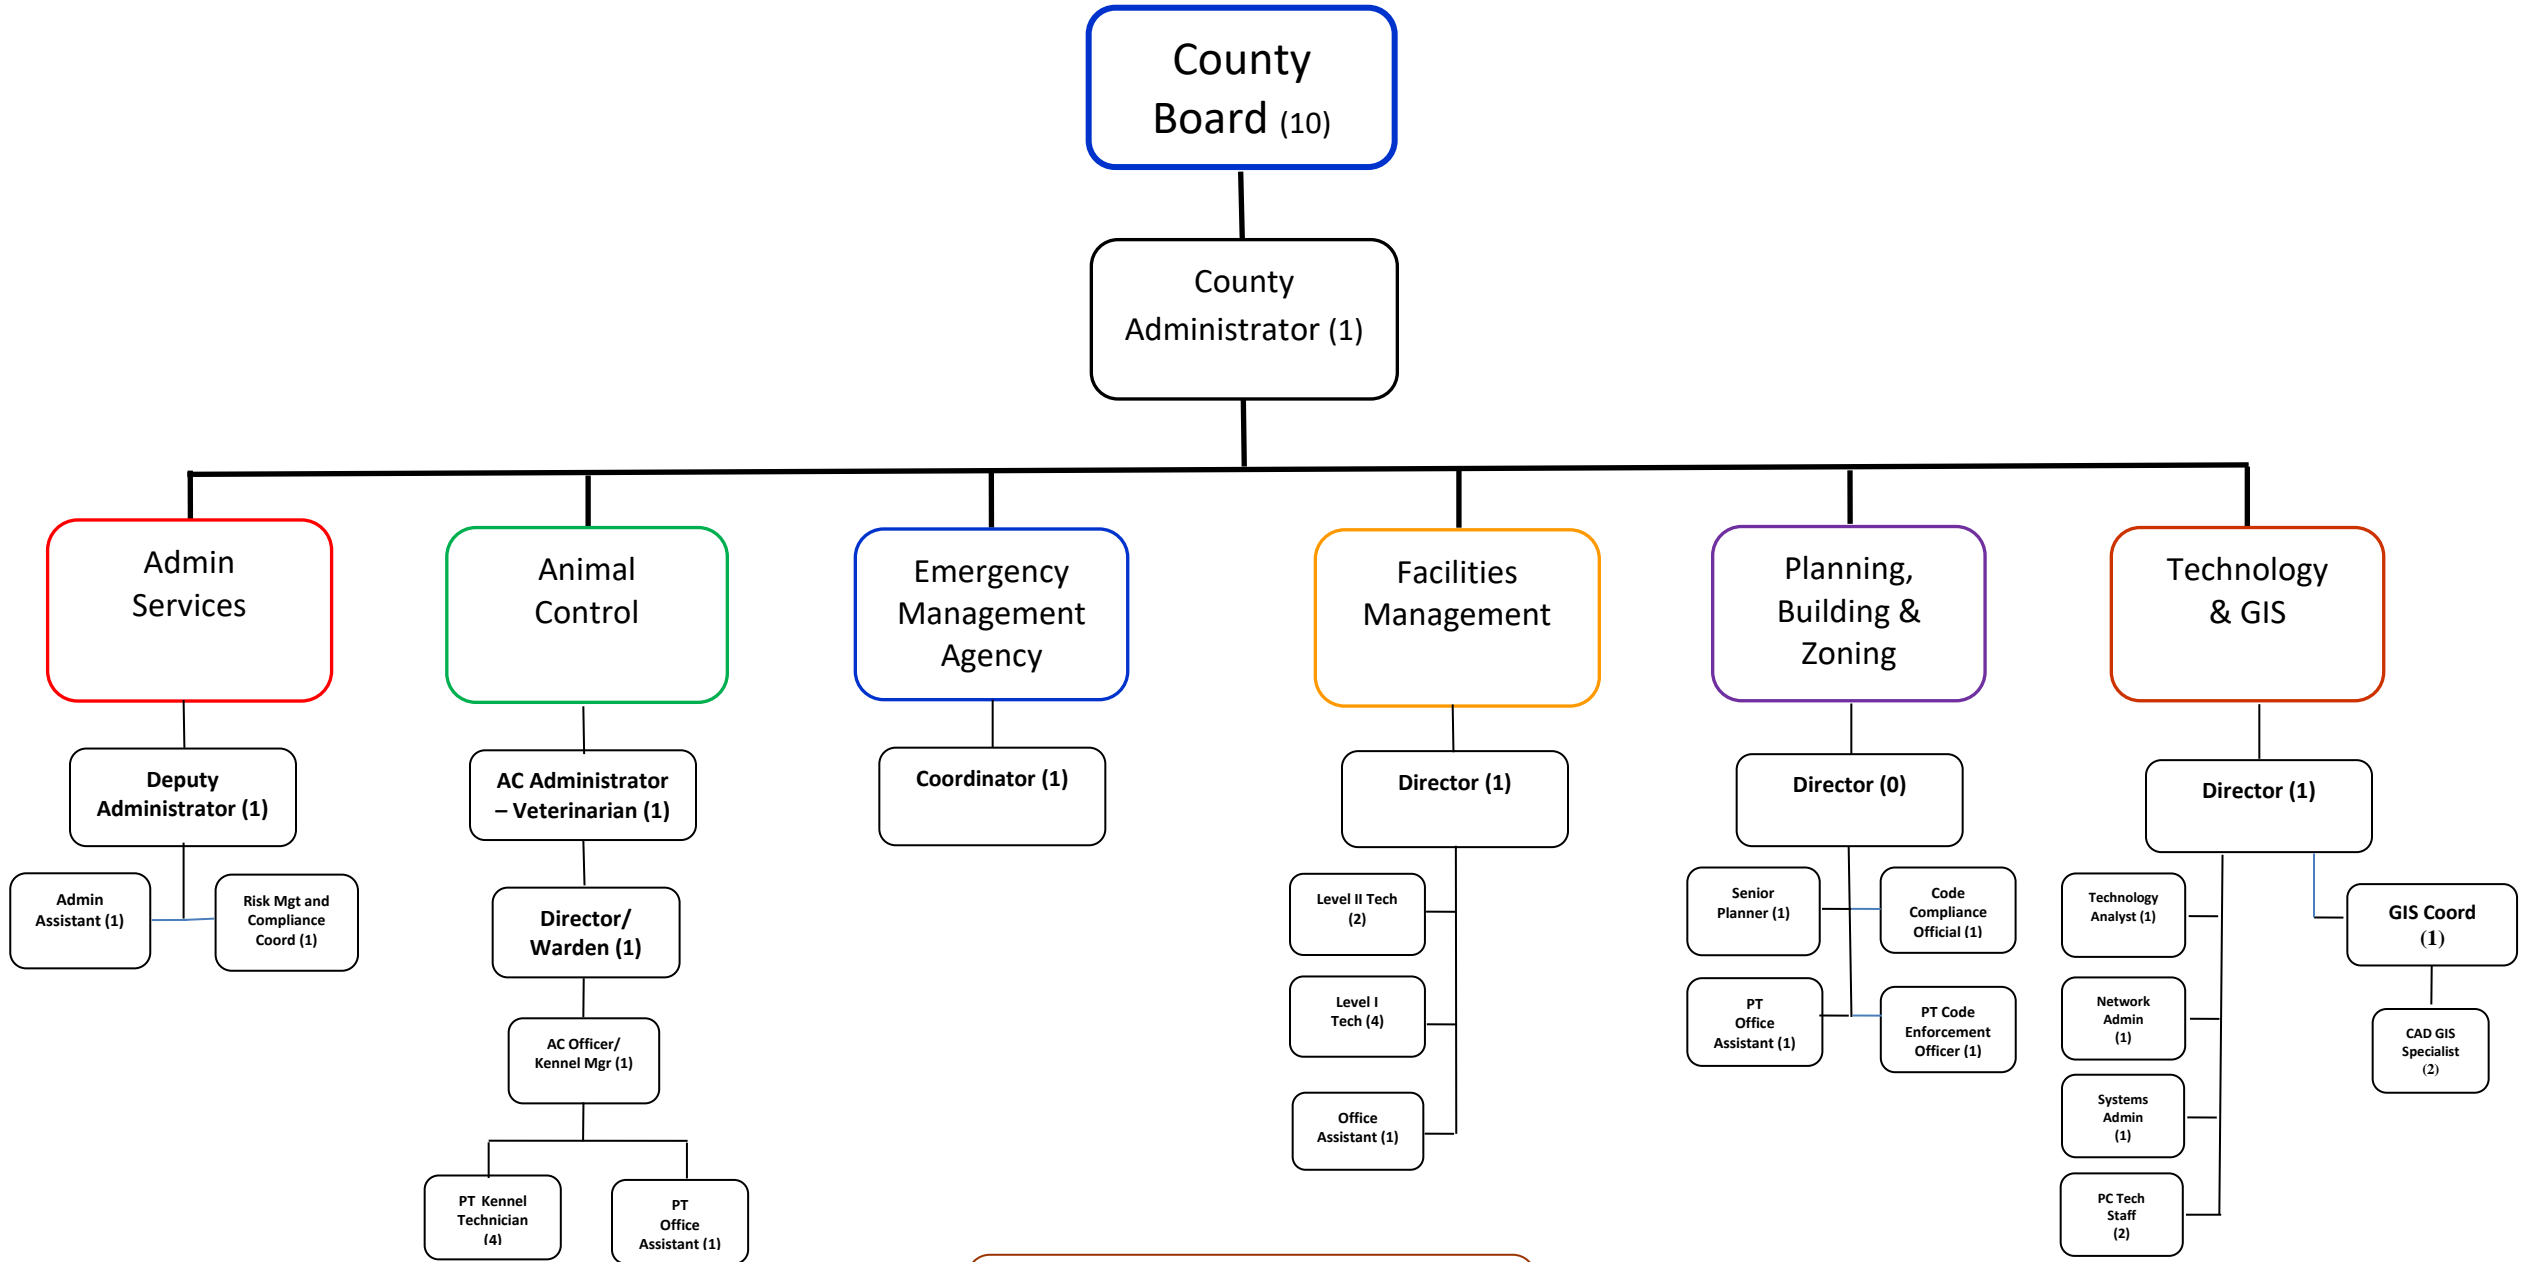 County
Board (10)
County
Administrator (1)
Admin
Services
Animal
Control
Emergency
Management
Agency
Facilities
Management
Planning,
Building &
Zoning
Technology
& GIS
Deputy
Administrator (1)
Admin
Assistant (1)
Risk Mgt and
Compliance
Coord (1)
AC Administrator
– Veterinarian (1)
Director/
Warden (1)
AC Officer/
Kennel Mgr (1)
PT Kennel
Technician
(4)
PT
Office
Assistant (1)
Coordinator (1)
Director (1)
Level II Tech
(2)
Level I
Tech (4)
Office
Assistant (1)
Director (0)
Senior
Planner (1)
Code
Compliance
Official (1)
PT
Office
Assistant (1)
PT Code
Enforcement
Officer (1)
Director (1)
Technology
Analyst (1)
Network
Admin
(1)
Systems
Admin
(1)
PC Tech
Staff
(2)
GIS Coord
(1)
CAD GIS
Specialist
(2)